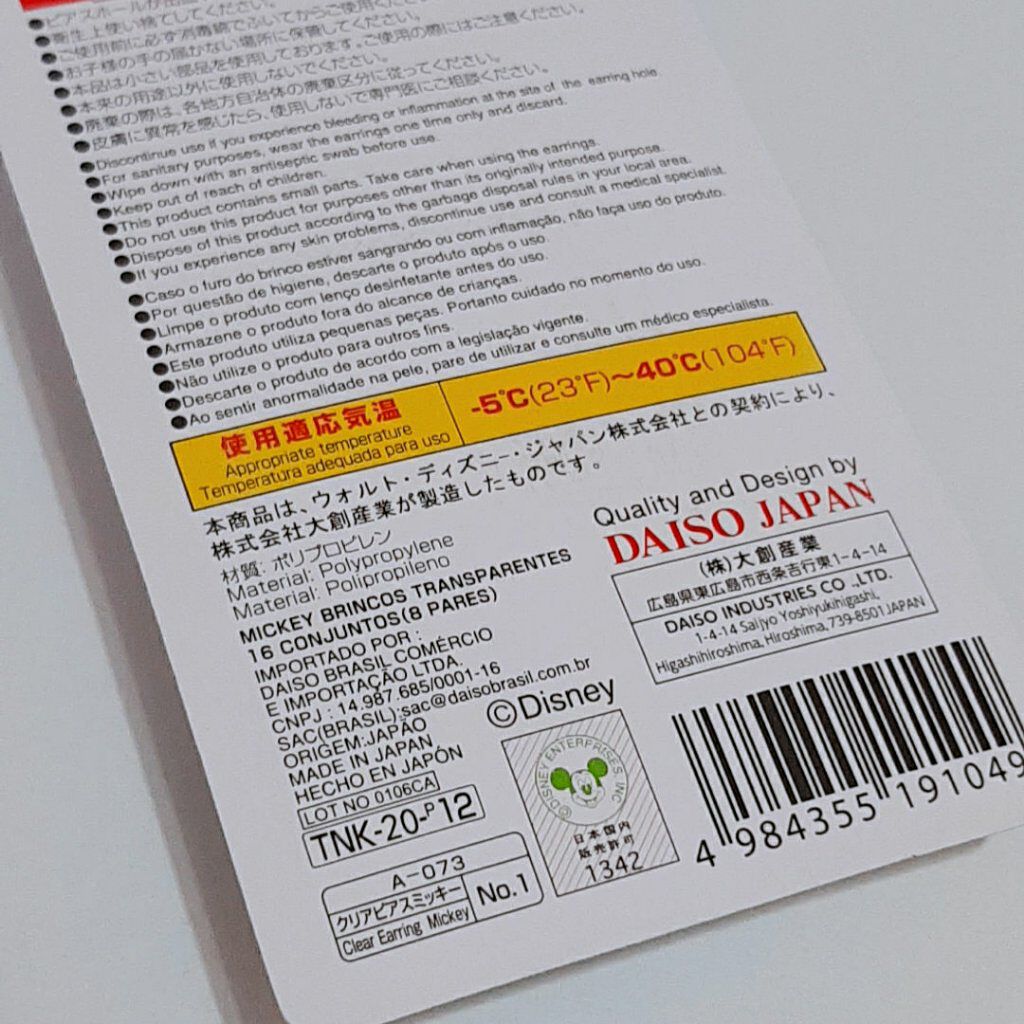 ●ピアスホールが出血
●衛生上使い捨てしてください。
●ご使用前に必ず消毒綿でふいてからご使用くださ
●お子様の手の届かない場所に保管してください。
●本品は小さい部品を使用しております。ご使用の際にはご注意ください。
●本来の用途以外に使用しないでください。
●廃棄の際は、各地方自治体の廃棄区分に従ってください。
●皮膚に異常を感じたら、使用しないで専門医にご相談ください。
●Discontinue use if you experience bleeding or inflammation at the site of the earring hole
●For sanitary purposes, wear the earrings one time only and discard.
●Wipe down with an antiseptic swab before use.
●Keep out of reach of children.
●This product contains small parts. Take care when using the earrings.
●Do not use this product for purposes other than its originally intended purpose.
●Dispose of this product according to the garbage disposal rules in your local area.
●If you experience any skin problems, discontinue use and consult a medical specialist.
●Caso o furo do brinco estiver sangrando ou com inflamação, não faça uso do produto.
●Por questão de higiene, descarte o produto após o uso.
●Limpe o produto com lenço desinfetante antes do uso.
●Armazene o produto fora do alcance de crianças.
●Este produto utiliza pequenas peças. Portanto cuidado no momento do uso.
●Não utilize o produto para outros fins.
●Descarte o produto de acordo com a legislação vigente.
●Ao sentir anormalidade na pele, pare de utilizar e consulte um médico especialista.
使用適応気温
Appropriate temperature
Temperatura adequada para uso
-5℃(23°F)～40℃(104°F)
本商品は、ウォルト・ディズニー・ジャパン株式会社との契約により、
株式会社大創産業が製造したものです。
材質: ポリプロピレン
Material: Polypropylene
Material: Polipropileno
MICKEY BRINCOS TRANSPARENTES
16 CONJUNTOS(8 PARES)
IMPORTADO POR :
DAISO BRASIL COMÉRCIO
E IMPORTAÇÃO LTDA.
CNPJ : 14.987.685/0001-16
SAC(BRASIL):sac@daisobrasil.com.br
ORIGEM:JAPÃO
MADE IN JAPAN
HECHO EN JAPÓN
LOT NO 0106CA
TNK-20-P12
A-073
クリアピアスミッキー
Clear Earring Mickey
No.1
Quality and Design by
DAISO JAPAN
(株)大創産業
広島県東広島市西条吉行東1-4-14
DAISO INDUSTRIES CO .,LTD.
1-4-14 Saijyo Yoshiyukihigashi,
Higashihiroshima, Hiroshima, 739-8501 JAPAN
©Disney
©DISNEY ENTERPRISES INC
日本国内
販売許可
1342
4 984355 191049